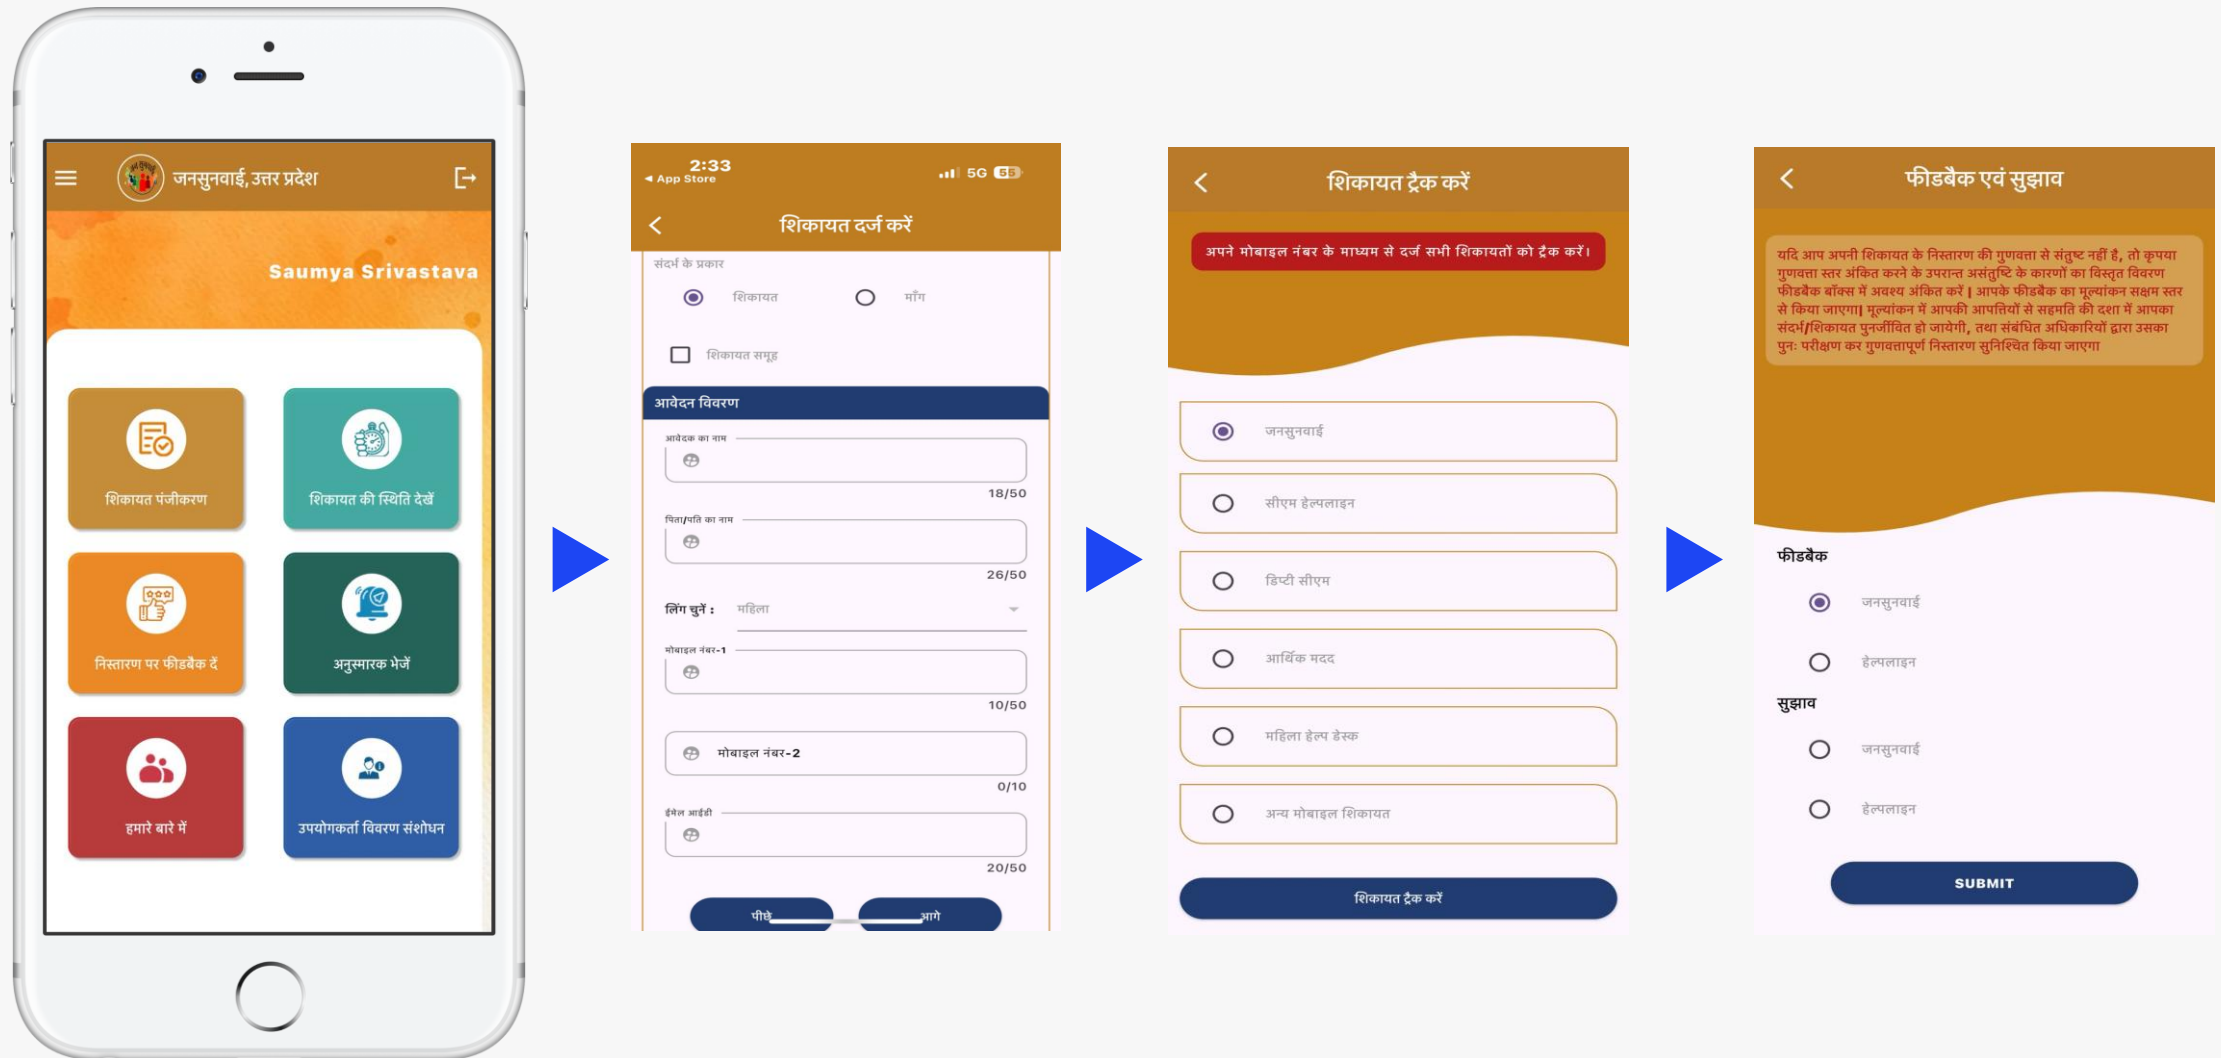 जनसुनवाई, उत्तर प्रदेश
Saumya Srivastava
शिकायत पंजीकरण
शिकायत की स्थिति देखें
निस्तारण पर फीडबैक दें
अनुस्मारक भेजें
हमारे बारे में
उपयोगकर्ता विवरण संशोधन
2:33
App Store
5G 55
शिकायत दर्ज करें
संदर्भ के प्रकार
शिकायत
माँग
शिकायत समूह
आवेदन विवरण
आवेदक का नाम
18/50
पिता/पति का नाम
26/50
लिंग चुनें : महिला
मोबाइल नंबर-1
10/50
मोबाइल नंबर-2
0/10
ईमेल आईडी
20/50
पीछे
आगे
शिकायत ट्रैक करें
अपने मोबाइल नंबर के माध्यम से दर्ज सभी शिकायतों को ट्रैक करें।
जनसुनवाई
सीएम हेल्पलाइन
डिप्टी सीएम
आर्थिक मदद
महिला हेल्प डेस्क
अन्य मोबाइल शिकायत
शिकायत ट्रैक करें
फीडबैक एवं सुझाव
यदि आप अपनी शिकायत के निस्तारण की गुणवत्ता से संतुष्ट नहीं है, तो कृपया
गुणवत्ता स्तर अंकित करने के उपरान्त असंतुष्टि के कारणों का विस्तृत विवरण
फीडबैक बॉक्स में अवश्य अंकित करें | आपके फीडबैक का मूल्यांकन सक्षम स्तर
से किया जाएगा| मूल्यांकन में आपकी आपत्तियों से सहमति की दशा में आपका
संदर्भ/शिकायत पुनर्जीवित हो जायेगी, तथा संबंधित अधिकारियों द्वारा उसका
पुनः परीक्षण कर गुणवत्तापूर्ण निस्तारण सुनिश्चित किया जाएगा
फीडबैक
जनसुनवाई
हेल्पलाइन
सुझाव
जनसुनवाई
हेल्पलाइन
SUBMIT